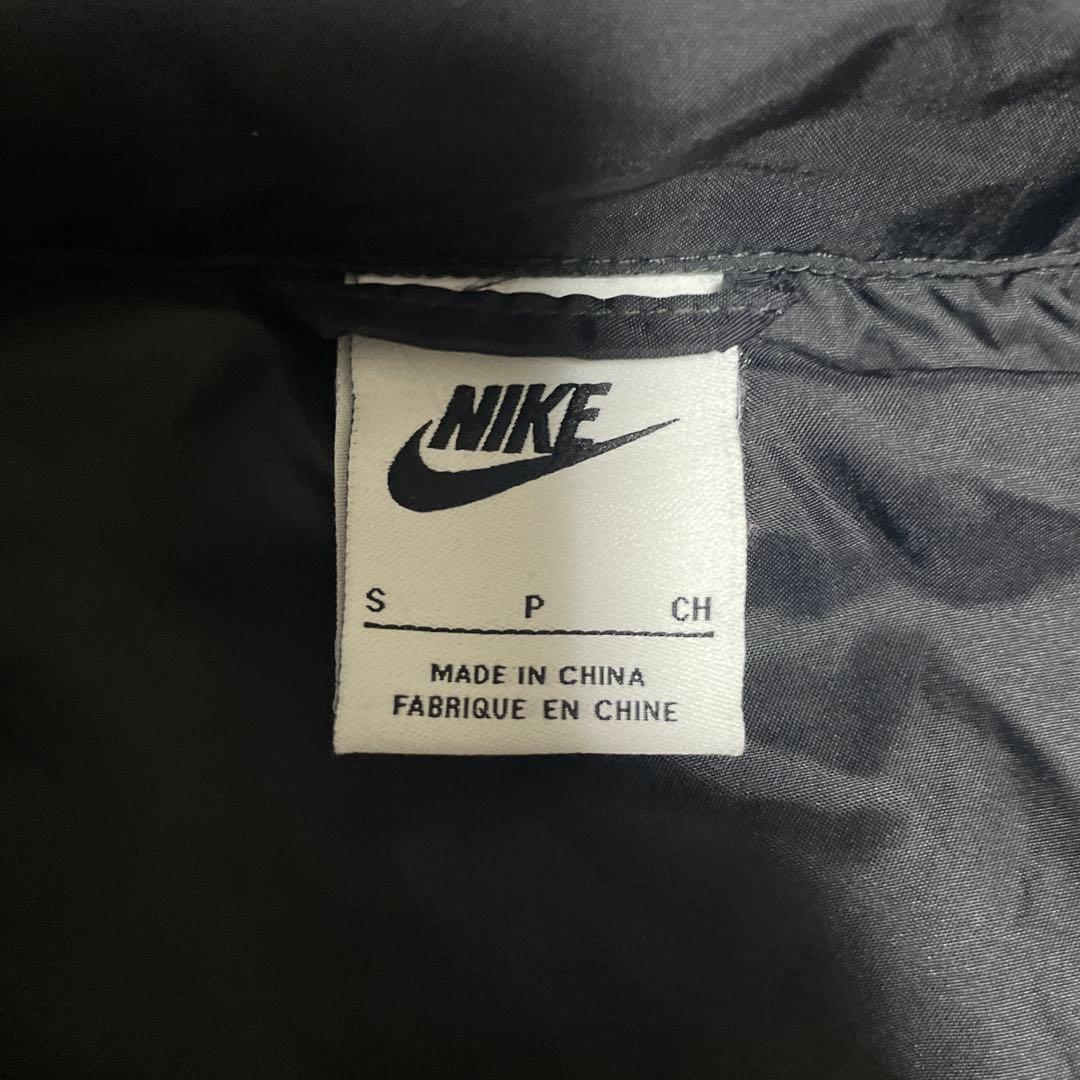 NIKE
S P CH
MADE IN CHINA
FABRIQUE EN CHINE